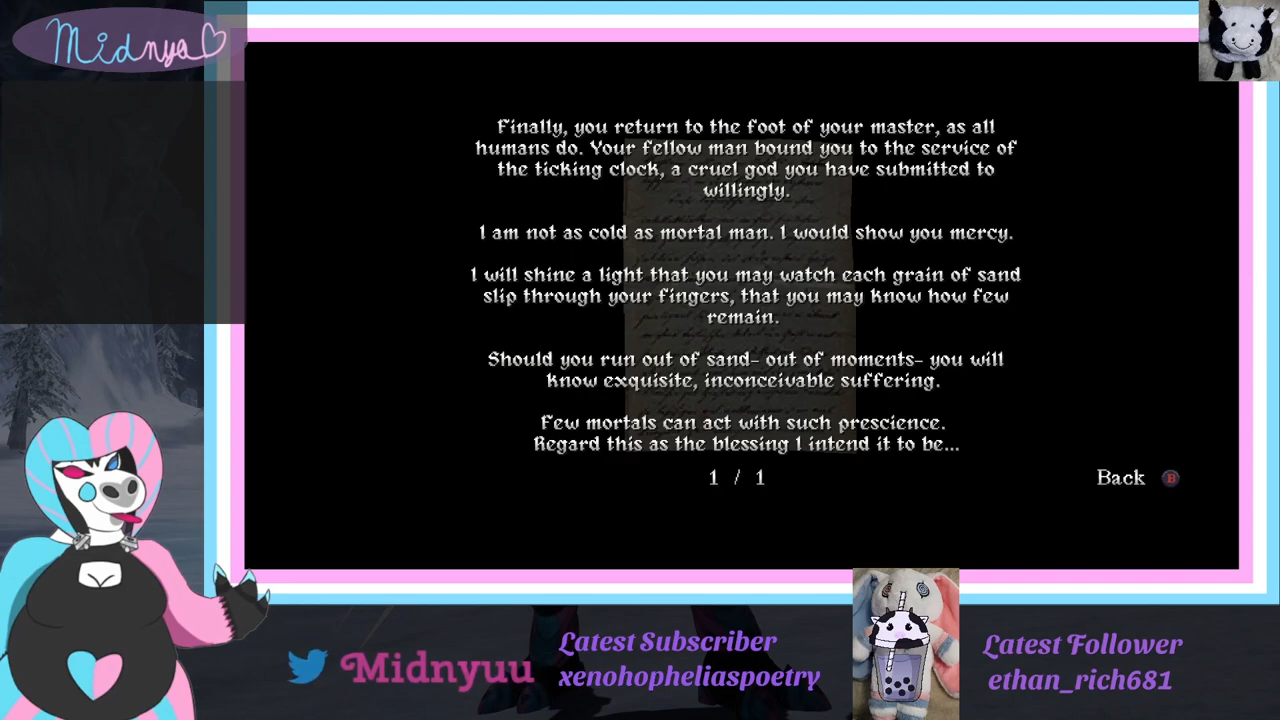 Midnya
Finally, you return to the foot of your master, as all
humans do. Your fellow man bound you to the service of
the ticking clock, a cruel god you have submitted to
willingly.
I am not as cold as mortal man. I would show you mercy.
I will shine a light that you may watch each grain of sand
slip through your fingers, that you may know how few
remain.
Should you run out of sand- out of moments- you will
know exquisite, inconceivable suffering.
Few mortals can act with such prescience.
Regard this as the blessing I intend it to be...
1 / 1
Back B
Midnyuu
Latest Subscriber
xenohopheliaspoetry
Latest Follower
ethan_rich681